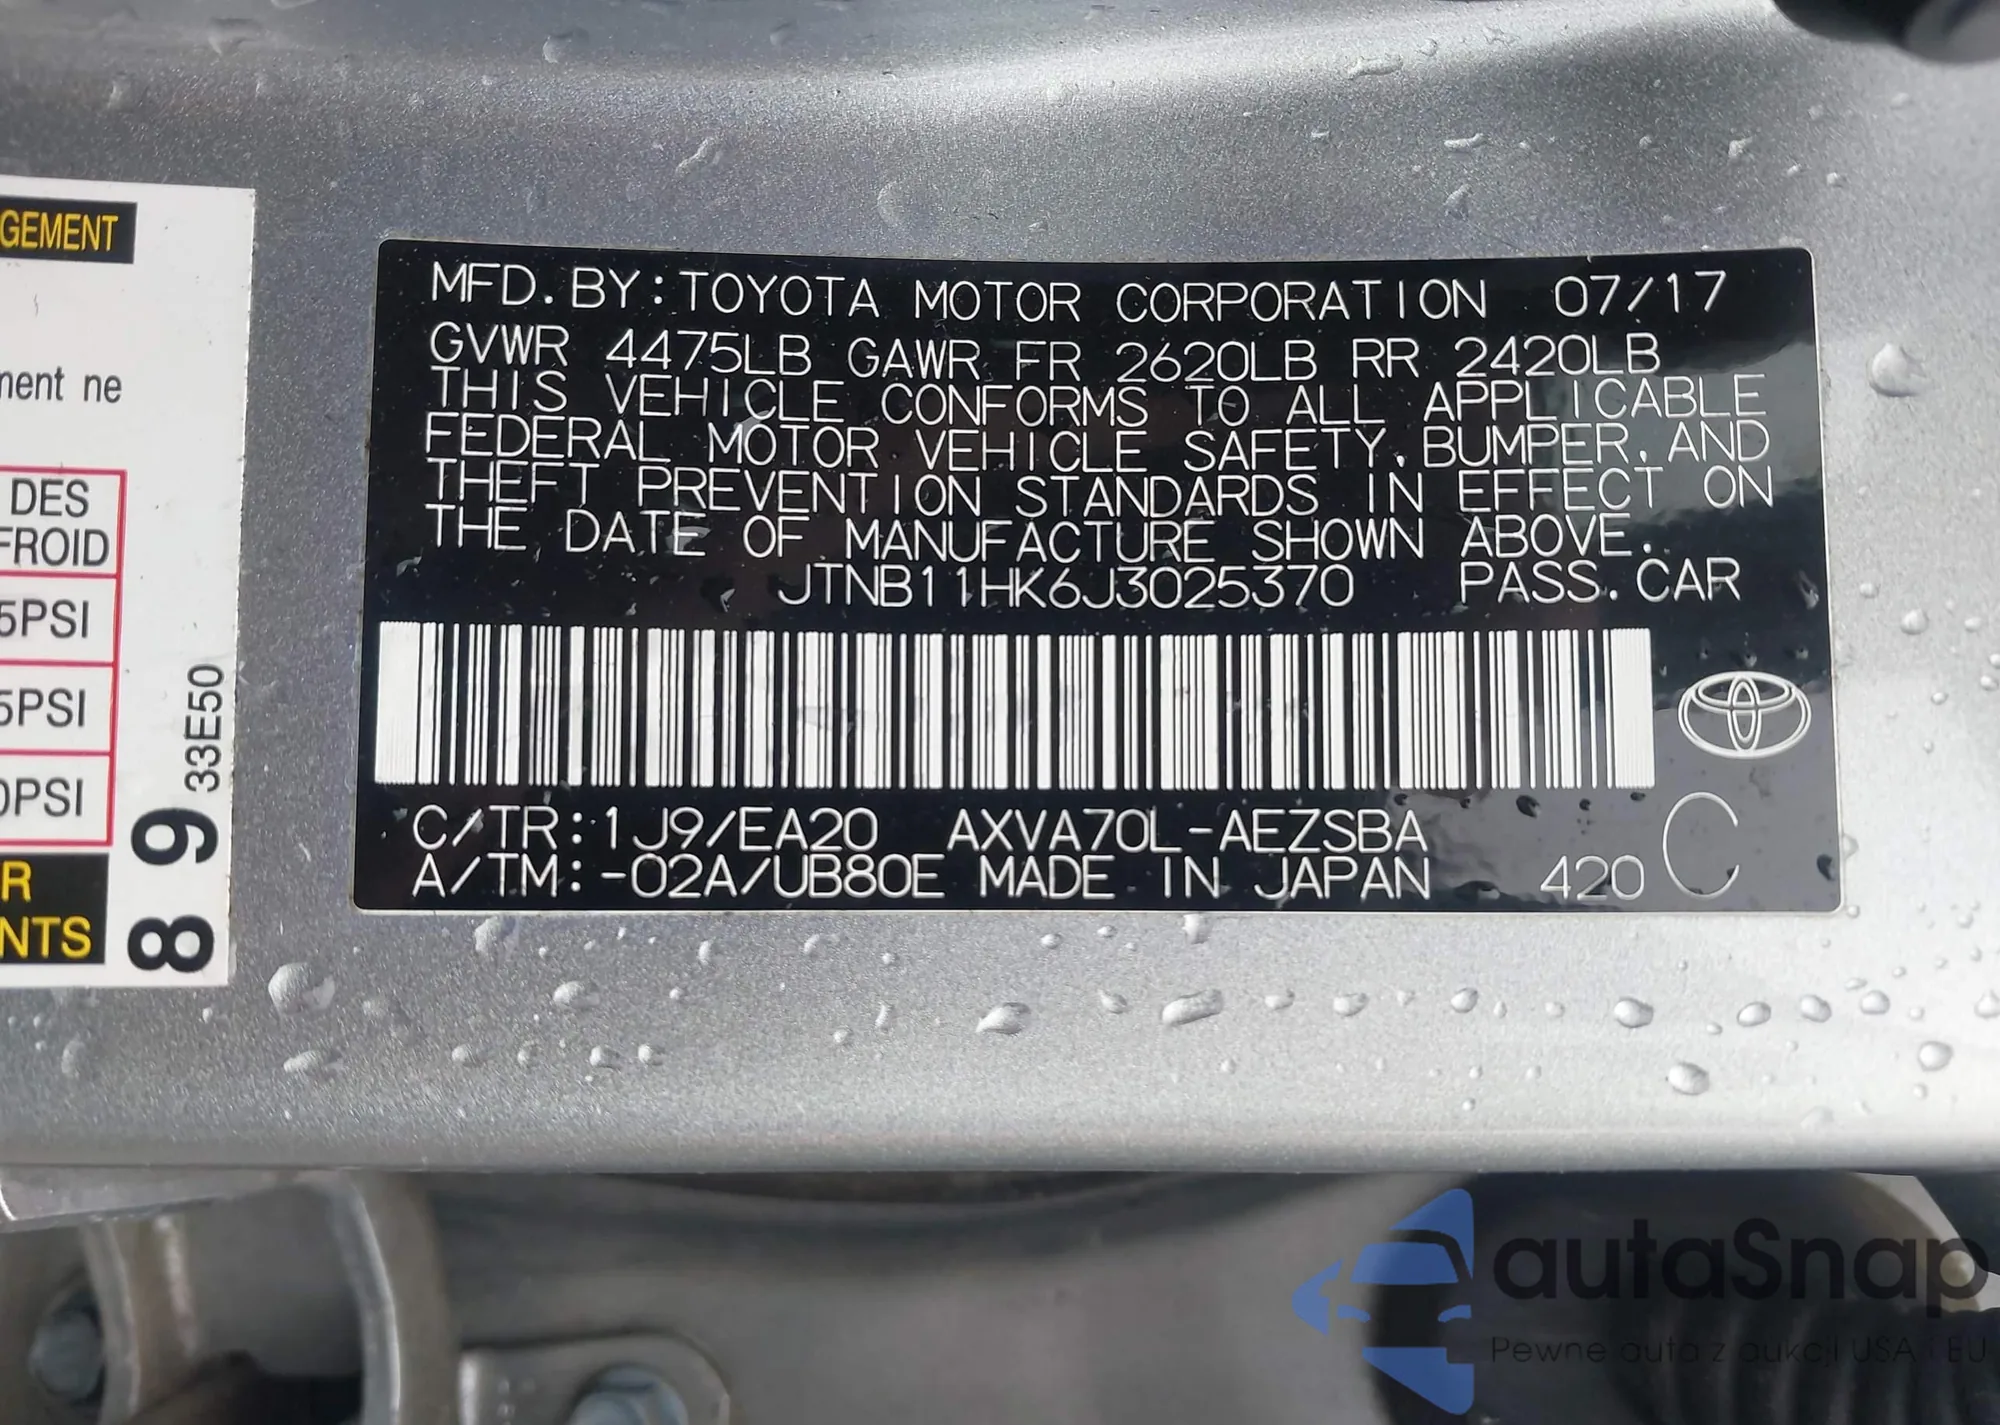 GEMENT
ment ne
DES
FROID
5PSI
5PSI
0PSI
R
NTS
89
33E50
MFD. BY: TOYOTA MOTOR CORPORATION 07/17
GVWR 4475LB GAWR FR 2620LB RR 2420LB
THIS VEHICLE CONFORMS TO ALL APPLICABLE
FEDERAL MOTOR VEHICLE SAFETY, BUMPER, AND
THEFT PREVENTION STANDARDS IN EFFECT ON
THE DATE OF MANUFACTURE SHOWN ABOVE.
JTNB11HK6J3025370 PASS. CAR
C/TR: 1J9/EA20 AXVA70L-AEZSBA
A/TM: -02A/UB80E MADE IN JAPAN 420 C
autaSnap
Pewne auta z aukcji USA i EU